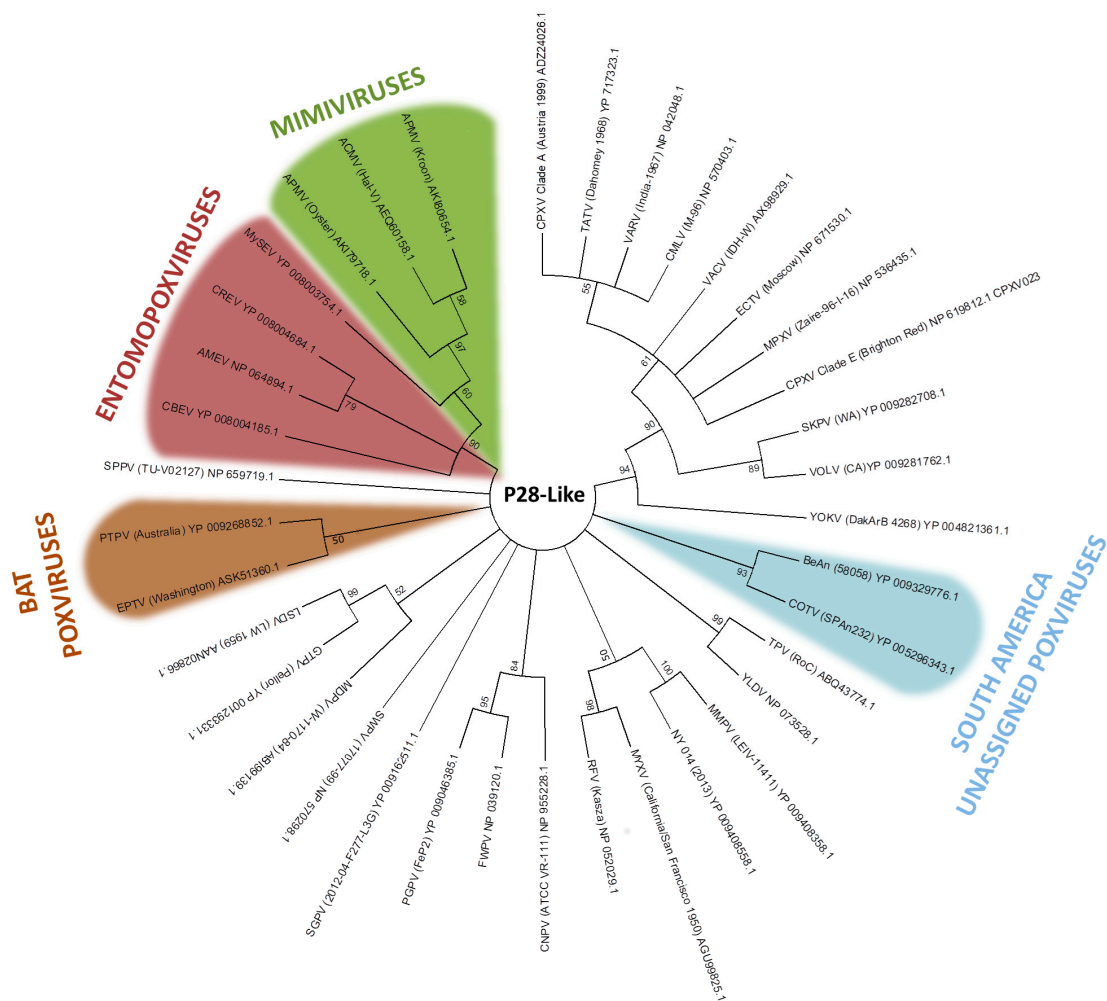 MIMIVIRUSES
ENTOMOPOXVIRUSES
BAT
POXVIRUSES
SOUTH AMERICA
UNASSIGNED POXVIRUSES
P28-Like
CPXV Clade A (Austria 1999) ADZ24026.1
TATV (Dahomey 1968) YP 717323.1
VARV (India-1967) NP 042048.1
CMLV (M-96) NP 570403.1
VACV (IDH-W) AIX98929.1
ECTV (Moscow) NP 671530.1
MPXV (Zaire-96-I-16) NP 536435.1
CPXV Clade E (Brighton Red) NP 619812.1 CPXV023
SKPV (WA) YP 009282708.1
VOLV (CA)YP 009281762.1
YOKV (DakArB 4268) YP 004821361.1
BeAn (58058) YP 009329776.1
COTV (SPAn232) YP 005296343.1
TPV (RoC) ABQ43774.1
YLDV NP 073528.1
MMPV (LEIV-11411) YP 009408358.1
NY 014 (2013) YP 009408558.1
MYXV (California/San Francisco 1950) AGU99825.1
RFV (Kasza) NP 052029.1
CNPV (ATCC VR-111) NP 955228.1
FWPV NP 039120.1
PGPV (FeP2) YP 009046385.1
SGPV (2012-04-F277-L3G) YP 009162511.1
SWPV (17077-99) NP 570298.1
MDPV (W-1170-84) ABI99139.1
GTPV (Pellor) YP 001293331.1
LSDV (LW 1959) AAN02866.1
EPTV (Washington) ASK51360.1
PTPV (Australia) YP 009268852.1
SPPV (TU-V02127) NP 659719.1
CBEV YP 008004185.1
AMEV NP 064894.1
CREV YP 008004684.1
MySEV YP 008003754.1
APMV (Oyster) AKI79718.1
ACMV (Hal-V) AEQ60158.1
APMV (Kroon) AKI80654.1
55
61
90
89
94
93
99
100
50
98
84
95
52
66
50
90
79
60
97
58